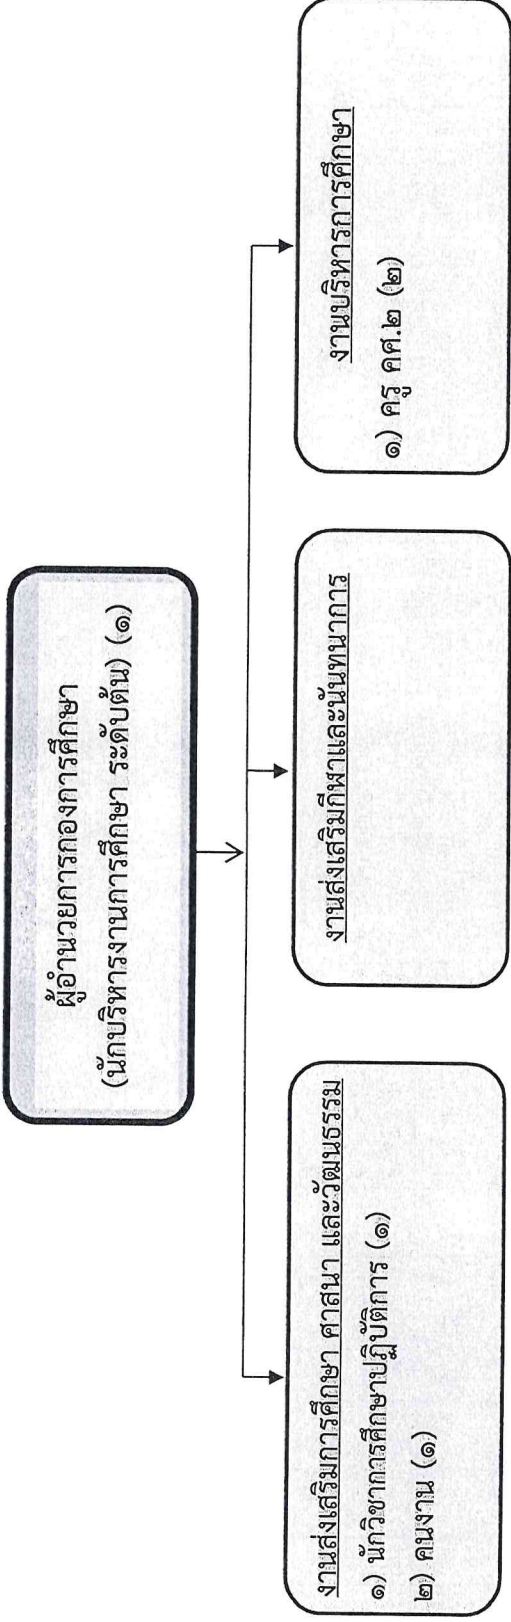 ผู้อำนวยการกองการศึกษา
(นักบริหารงานการศึกษา ระดับต้น) (๑)
งานส่งเสริมการศึกษา ศาสนา และวัฒนธรรม
๑) นักวิชาการศึกษาปฏิบัติการ (๑)
๒) คนงาน (๑)
งานส่งเสริมกีฬาและนันทนาการ
งานบริหารการศึกษา
๑) ครู คศ.๒ (๒)